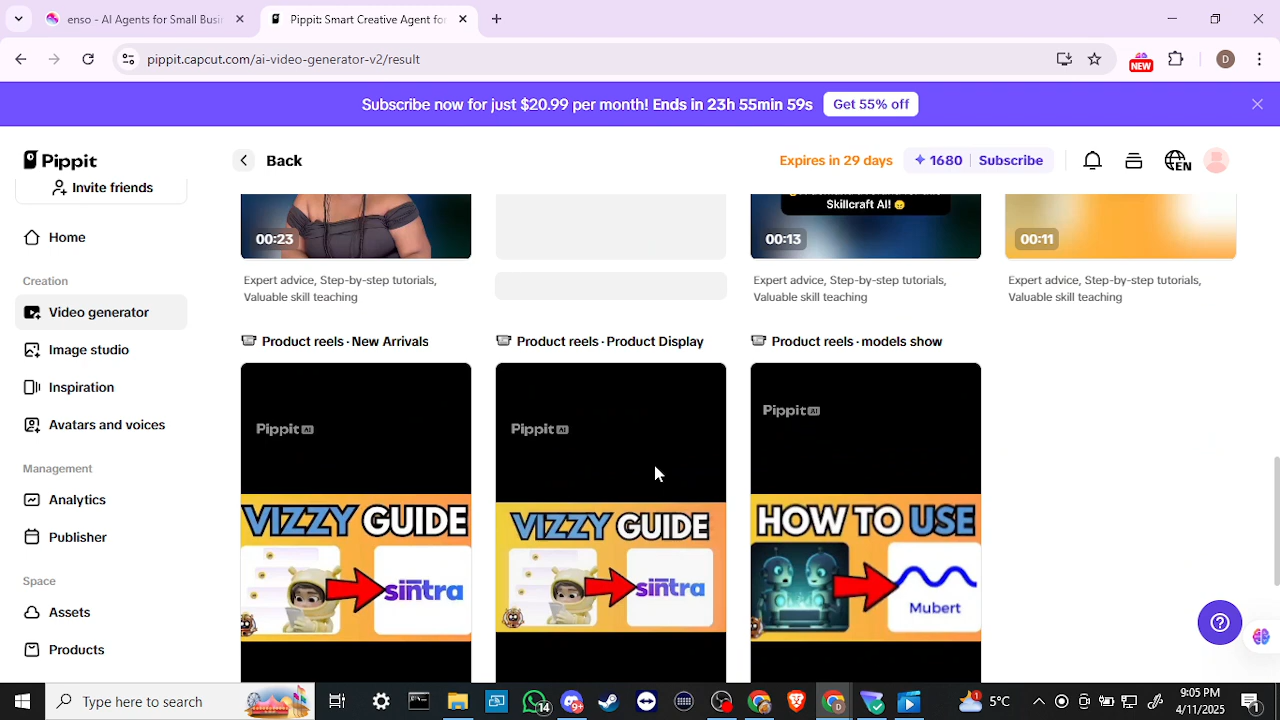 enso - AI Agents for Small Busi
Pippit: Smart Creative Agent for
pippit.capcut.com/ai-video-generator-v2/result
NEW
D
Subscribe now for just $20.99 per month! Ends in 23h 55min 59s
Get 55% off
Pippit
Back
Expires in 29 days
1680
Subscribe
EN
Invite friends
Home
Creation
Video generator
Image studio
Inspiration
Avatars and voices
Management
Analytics
Publisher
Space
Assets
Products
Skillcraft AI!
00:23
00:13
00:11
Expert advice, Step-by-step tutorials,
Valuable skill teaching
Expert advice, Step-by-step tutorials,
Valuable skill teaching
Expert advice, Step-by-step tutorials,
Valuable skill teaching
Product reels · New Arrivals
Product reels · Product Display
Product reels · models show
Pippit AI
Pippit AI
Pippit AI
VIZZY GUIDE
sintra
VIZZY GUIDE
sintra
HOW TO USE
Mubert
Type here to search
14
9+
1
5°C
9:05 PM
4/11/2025
1